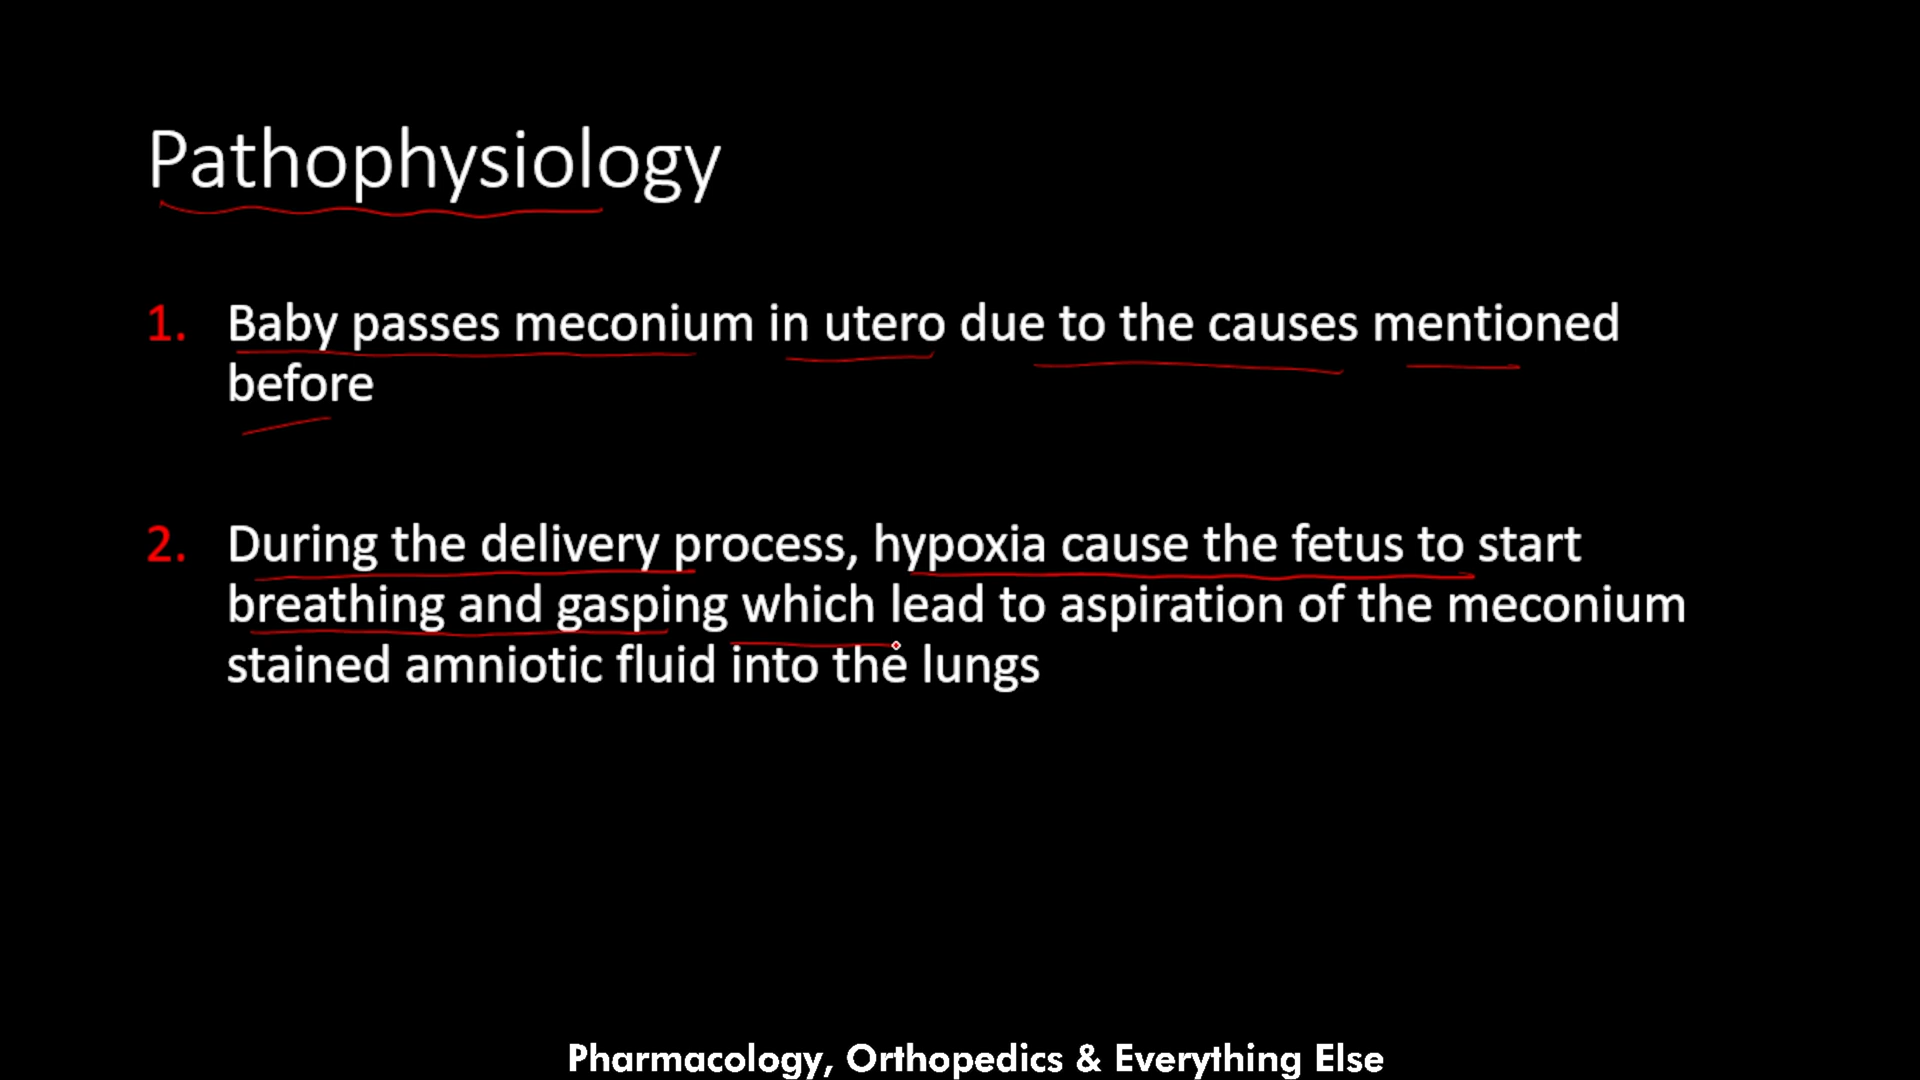 Pathophysiology
1. Baby passes meconium in utero due to the causes mentioned
before
2. During the delivery process, hypoxia cause the fetus to start
breathing and gasping which lead to aspiration of the meconium
stained amniotic fluid into the lungs
Pharmacology, Orthopedics & Everything Else